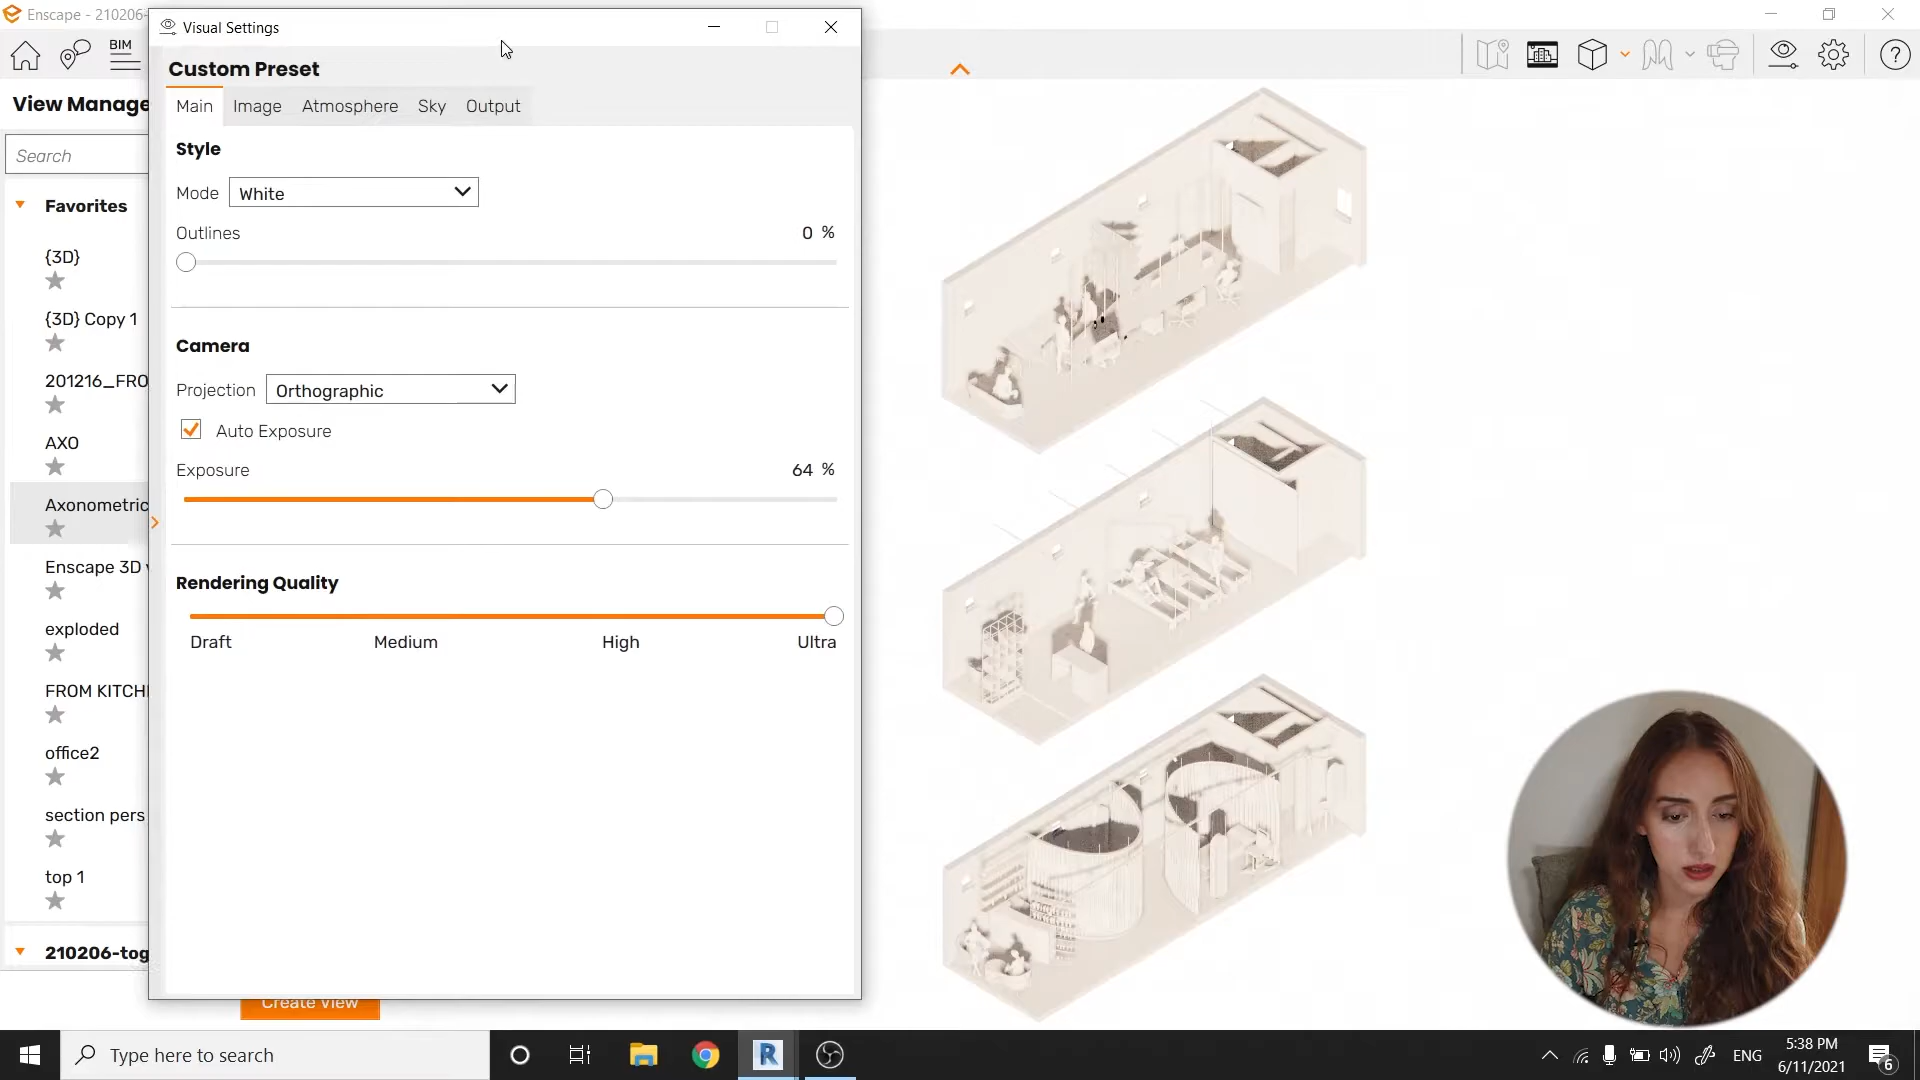 Enscape - 210206-
Visual Settings
BIM
Custom Preset
View Manage
Main Image Atmosphere Sky Output
Search
Style
Mode White
Outlines 0 %
Favorites
{3D}
{3D} Copy 1
201216_FRO
AXO
Axonometric
Enscape 3D
exploded
FROM KITCH
office2
section pers
top 1
210206-tog
Camera
Projection Orthographic
Auto Exposure
Exposure 64 %
Rendering Quality
Draft Medium High Ultra
Create View
Type here to search
ENG
5:38 PM
6/11/2021
6